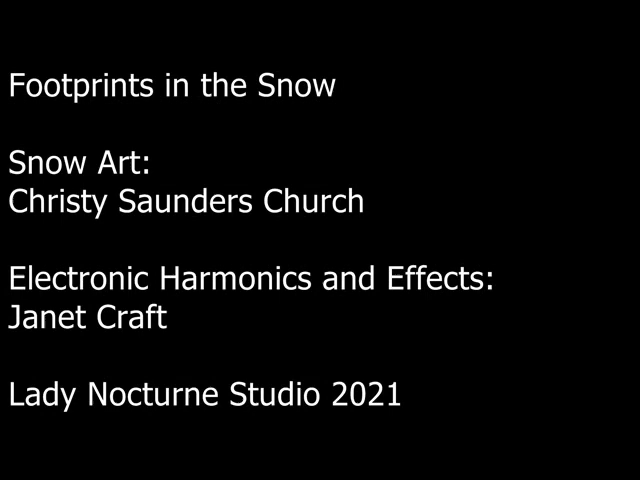 Footprints in the Snow
Snow Art:
Christy Saunders Church
Electronic Harmonics and Effects:
Janet Craft
Lady Nocturne Studio 2021